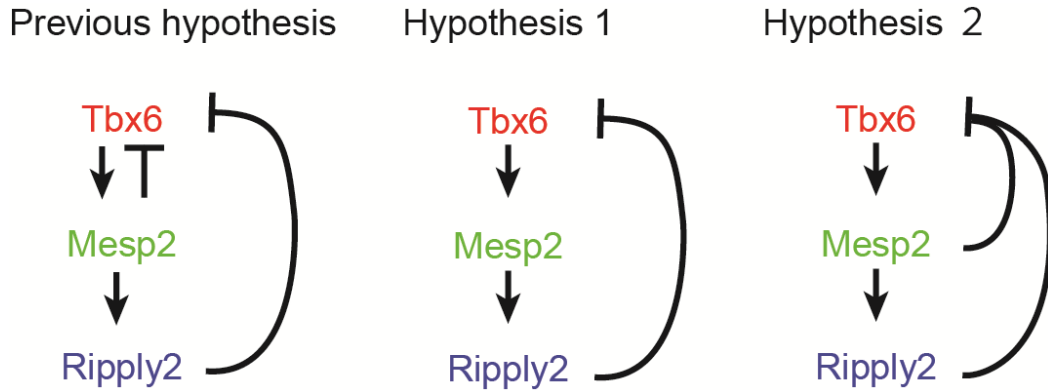 Previous hypothesis
Tbx6
Mesp2
Ripply2
Hypothesis 1
Tbx6
Mesp2
Ripply2
Hypothesis 2
Tbx6
Mesp2
Ripply2